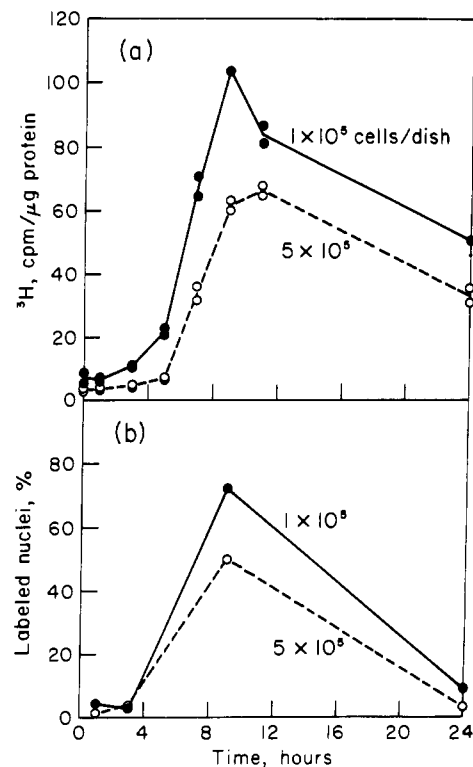 (a)
³H, cpm/μg protein
120
100
80
60
40
20
0
1 × 10⁵ cells/dish
5 × 10⁵
(b)
Labeled nuclei, %
80
60
40
20
0
1 × 10⁵
5 × 10⁵
0 4 8 12 16 20 24
Time, hours